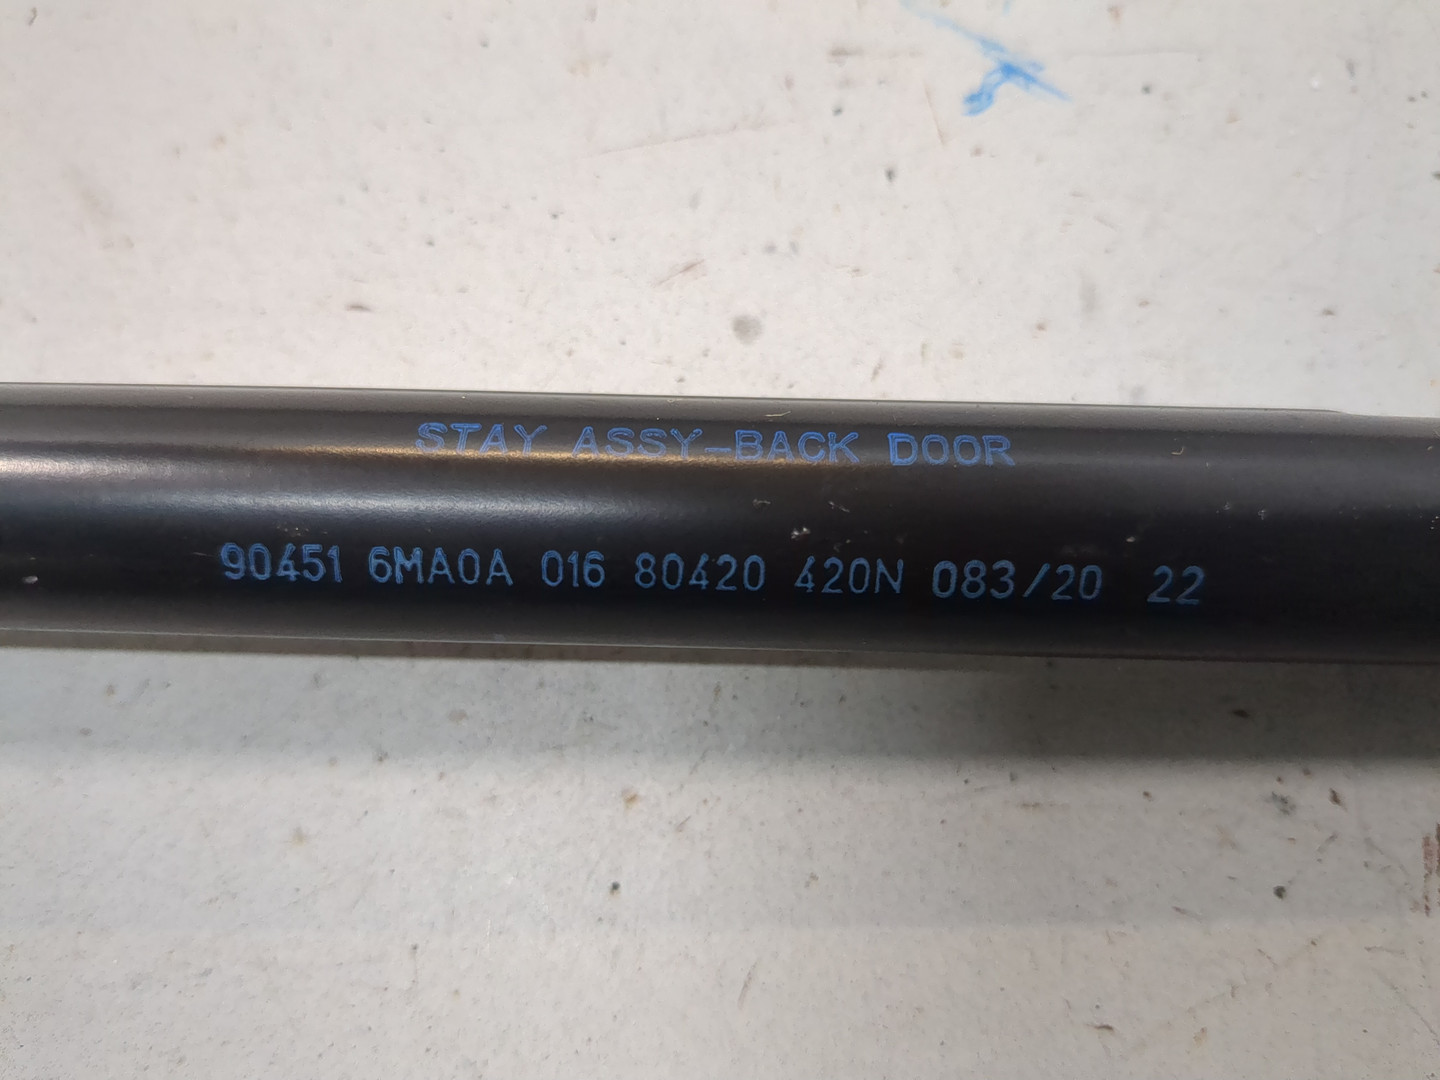 STAY ASSY-BACK DOOR
90451 6MA0A 016 80420 420N 083/20 22